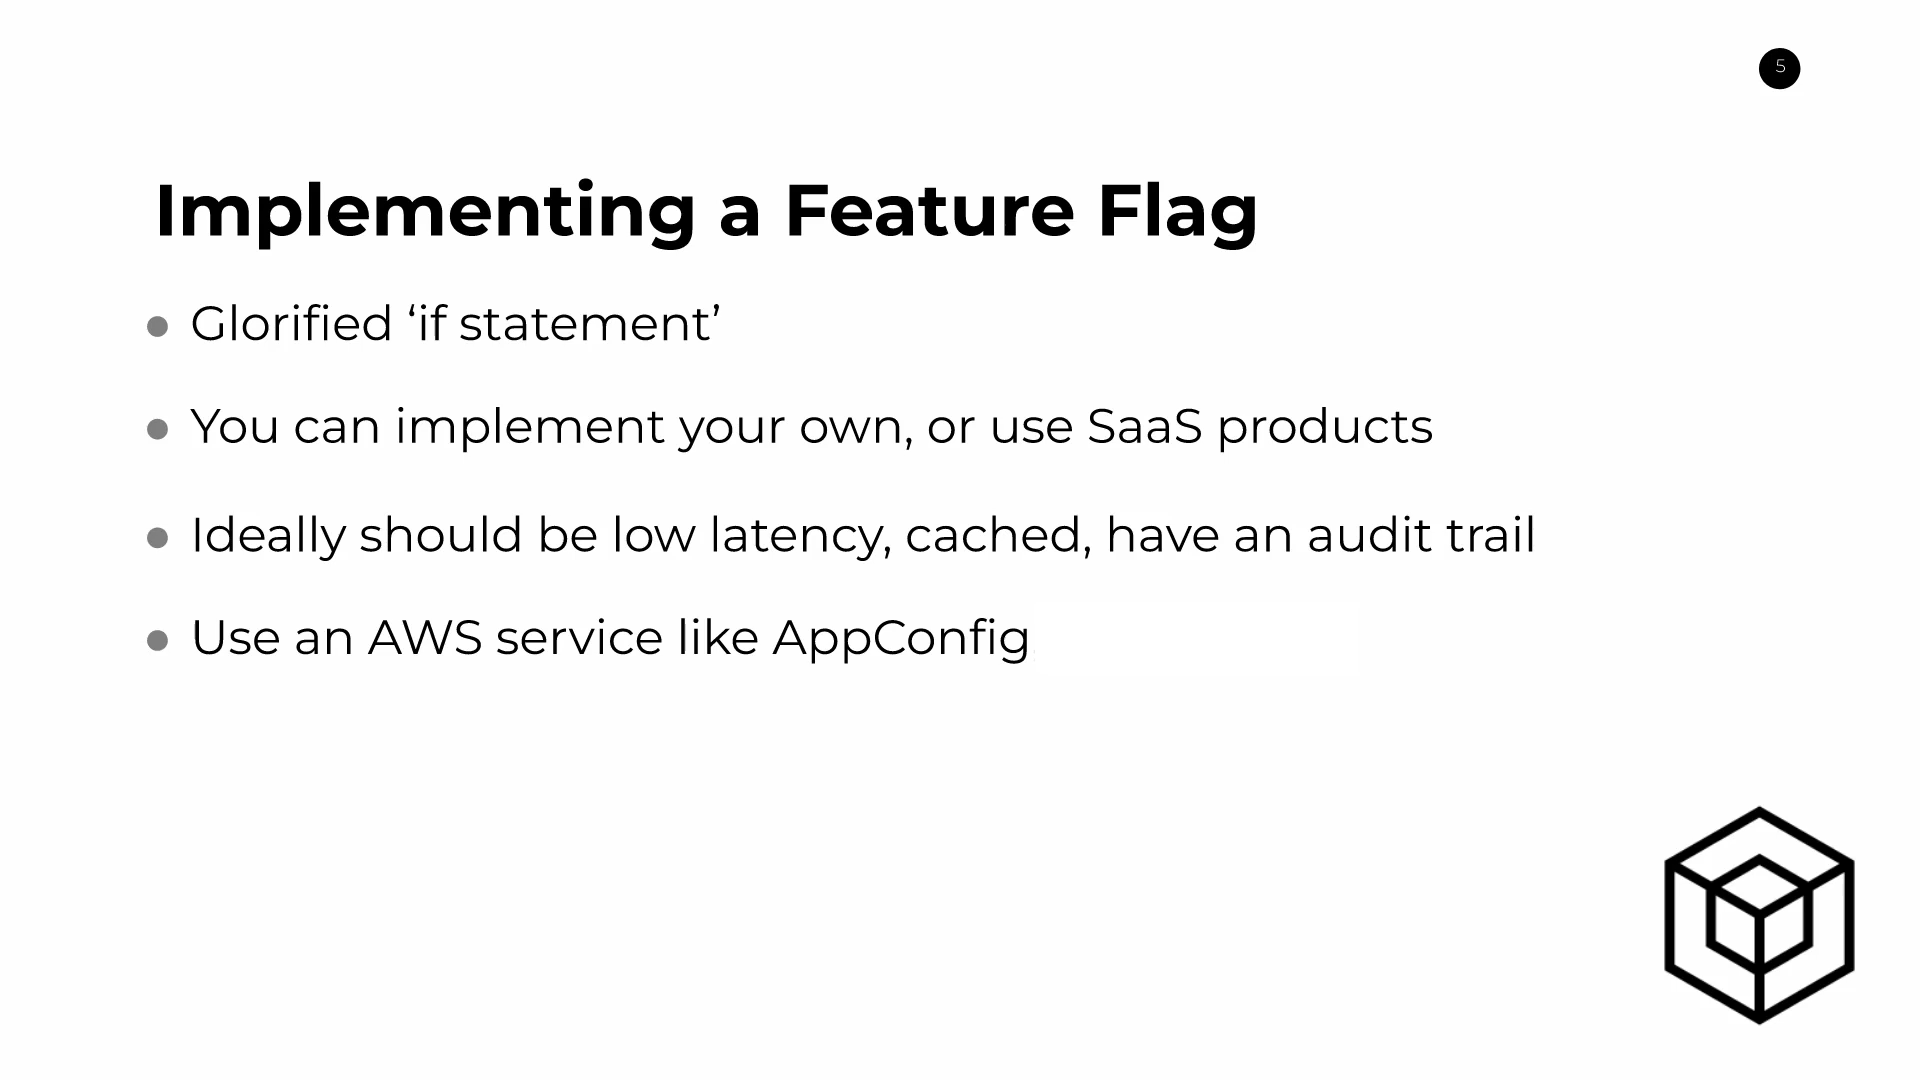 5
Implementing a Feature Flag
● Glorified ‘if statement’
● You can implement your own, or use SaaS products
● Ideally should be low latency, cached, have an audit trail
● Use an AWS service like AppConfig